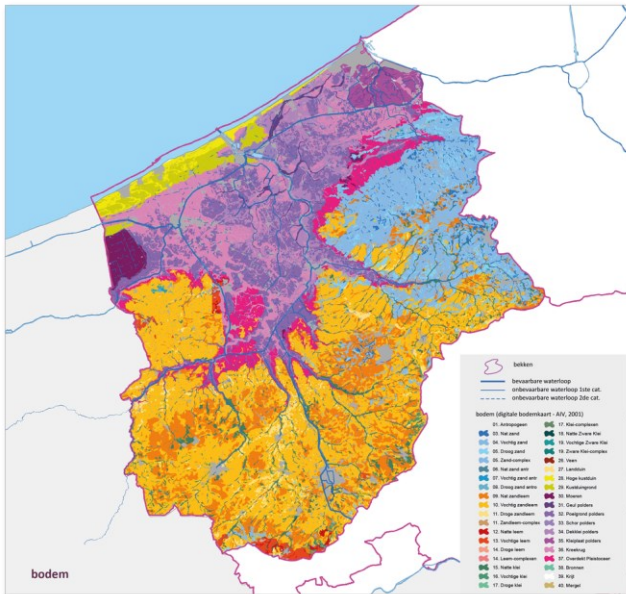 bekken
bevaarbare waterloop
onbevaarbare waterloop 1ste cat.
onbevaarbare waterloop 2de cat.
bodem (digitale bodemkaart - AIV, 2001)
01. Antropogeen
03. Nat zand
04. Vochtig zand
05. Droog zand
05. Zand-complex
06. Nat zand antr
07. Vochtig zand antr
08. Droog zand antro
09. Nat zandleem
10. Vochtig zandleem
11. Droge zandleem
11. Zandleem-complex
12. Natte leem
13. Vochtige leem
14. Droge leem
14. Leem-complexen
15. Natte klei
16. Vochtige klei
17. Droge klei
17. Klei-complexen
18. Natte Zware Klei
19. Vochtige Zware Klei
19. Zware Klei-complex
26. Veen
27. Landduin
28. Hoge kustduin
29. Kustduingrond
30. Moeren
31. Geul polders
32. Poelgrond polders
33. Schor polders
34. Dekklei polders
35. Kleiplaat polders
36. Kreekrug
37. Overdekt Pleistoceen
38. Bronnen
39. Krijt
40. Mergel
bodem